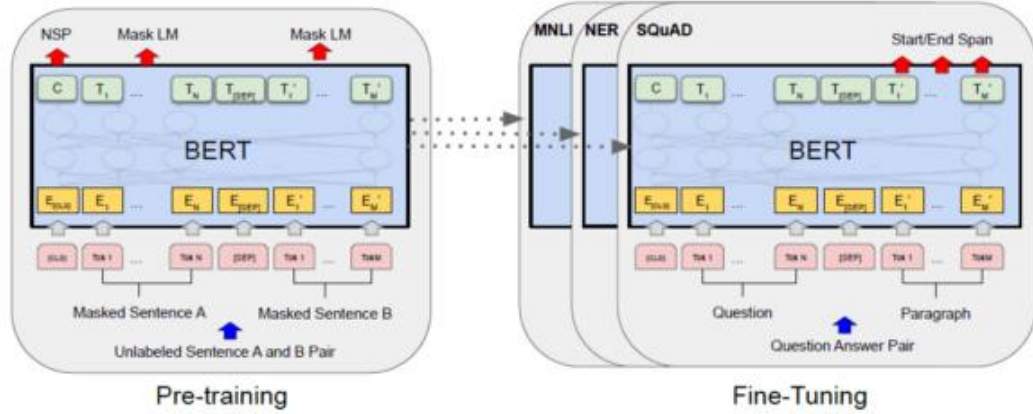 NSP Mask LM Mask LM
C T1 ... TN T[SEP] T1' ... TM'
BERT
E[CLS] E1 ... EN E[SEP] E1' ... EM'
[CLS] Tok 1 ... Tok N [SEP] Tok 1 ... TokM
Masked Sentence A Masked Sentence B
Unlabeled Sentence A and B Pair
Pre-training
MNLI NER SQuAD
Start/End Span
C T1 ... TN T[SEP] T1' ... TM'
BERT
E[CLS] E1 ... EN E[SEP] E1' ... EM'
[CLS] Tok 1 ... Tok N [SEP] Tok 1 ... TokM
Question Paragraph
Question Answer Pair
Fine-Tuning